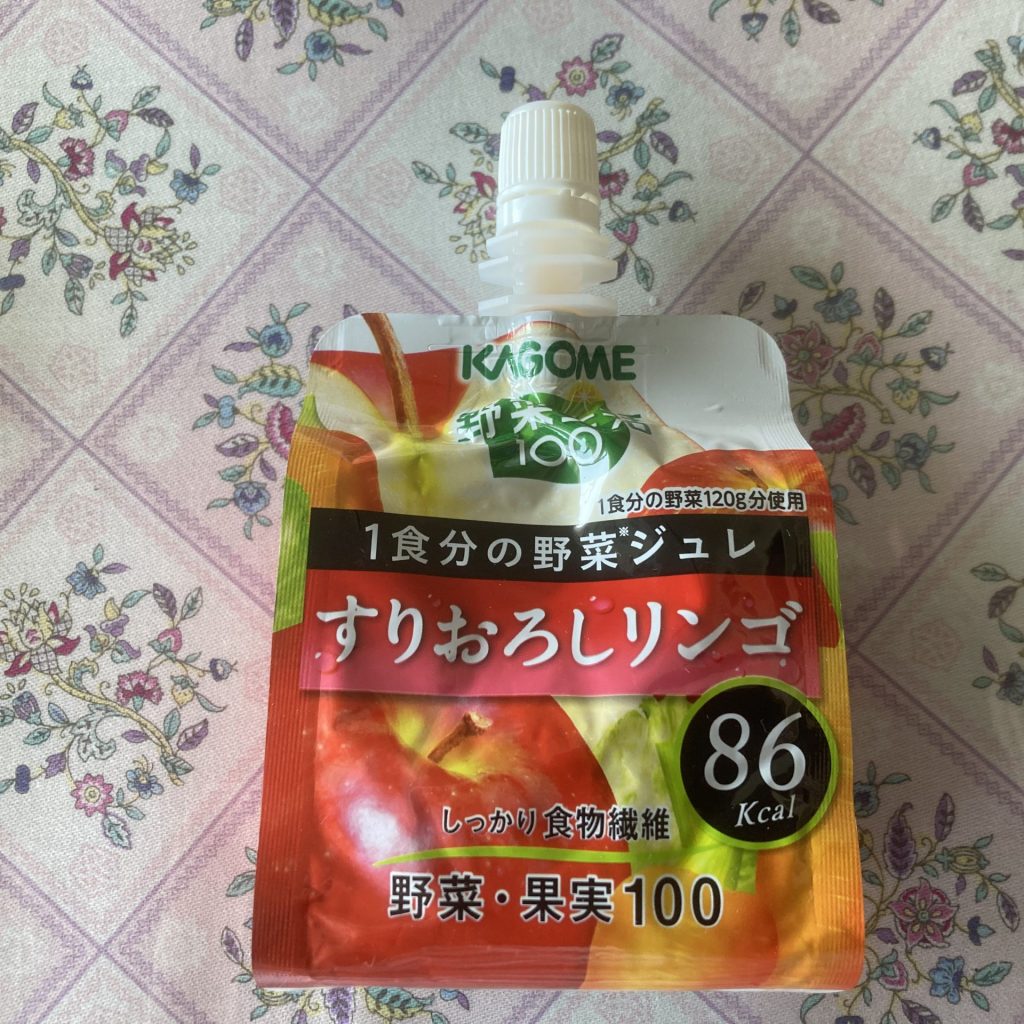 KAGOME
野菜生活
100
1食分の野菜120g分使用
1食分の野菜※ジュレ
すりおろしリンゴ
86
Kcal
しっかり食物繊維
野菜・果実100